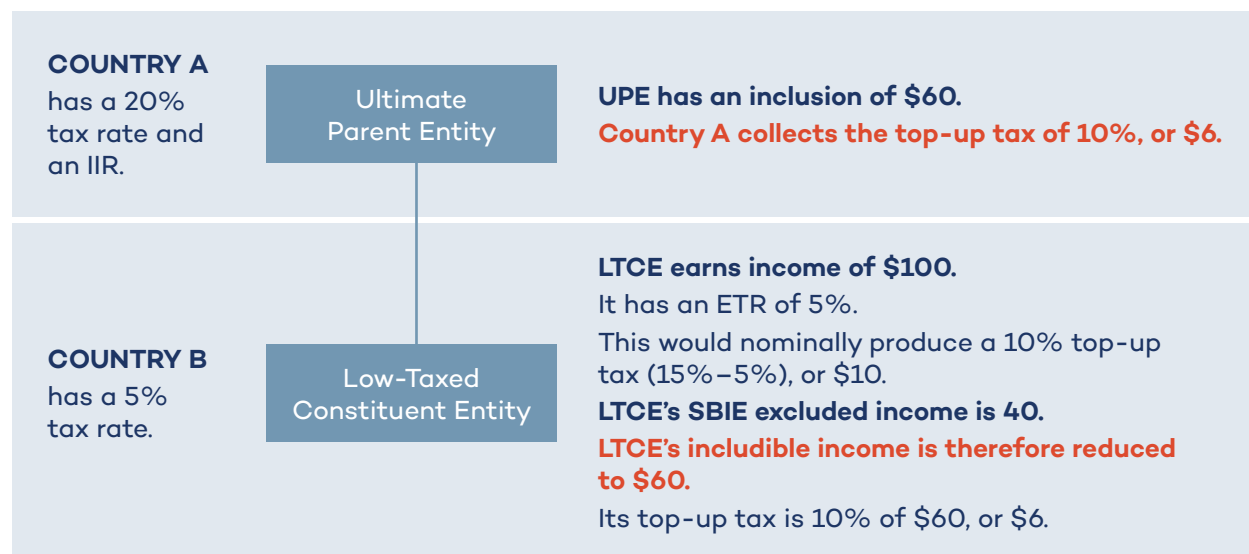 COUNTRY A
has a 20%
tax rate and
an IIR.
Ultimate
Parent Entity
UPE has an inclusion of $60.
Country A collects the top-up tax of 10%, or $6.
COUNTRY B
has a 5%
tax rate.
Low-Taxed
Constituent Entity
LTCE earns income of $100.
It has an ETR of 5%.
This would nominally produce a 10% top-up
tax (15%–5%), or $10.
LTCE’s SBIE excluded income is 40.
LTCE’s includible income is therefore reduced
to $60.
Its top-up tax is 10% of $60, or $6.